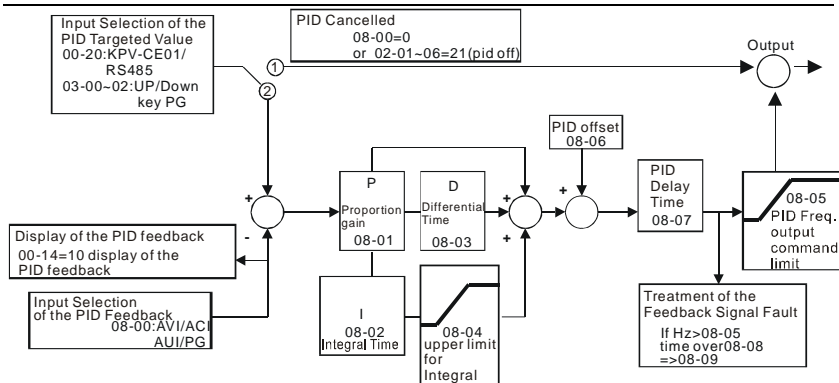 Input Selection of the
PID Targeted Value
00-20:KPV-CE01/
RS485
03-00~02:UP/Down
key PG
PID Cancelled
08-00=0
or 02-01~06=21(pid off)
1
2
Output
PID offset
08-06
+
-
P
Proportion
gain
08-01
D
Differential
Time
08-03
+
+
+
PID
Delay
Time
08-07
08-05
PID Freq.
output
command
limit
Display of the PID feedback
00-14=10 display of the
PID feedback
Input Selection
of the PID Feedback
08-00:AVI/ACI
AUI/PG
I
08-02
Integral Time
08-04
upper limit
for
Integral
Treatment of the
Feedback Signal Fault
If Hz>08-05
time over08-08
=>08-09